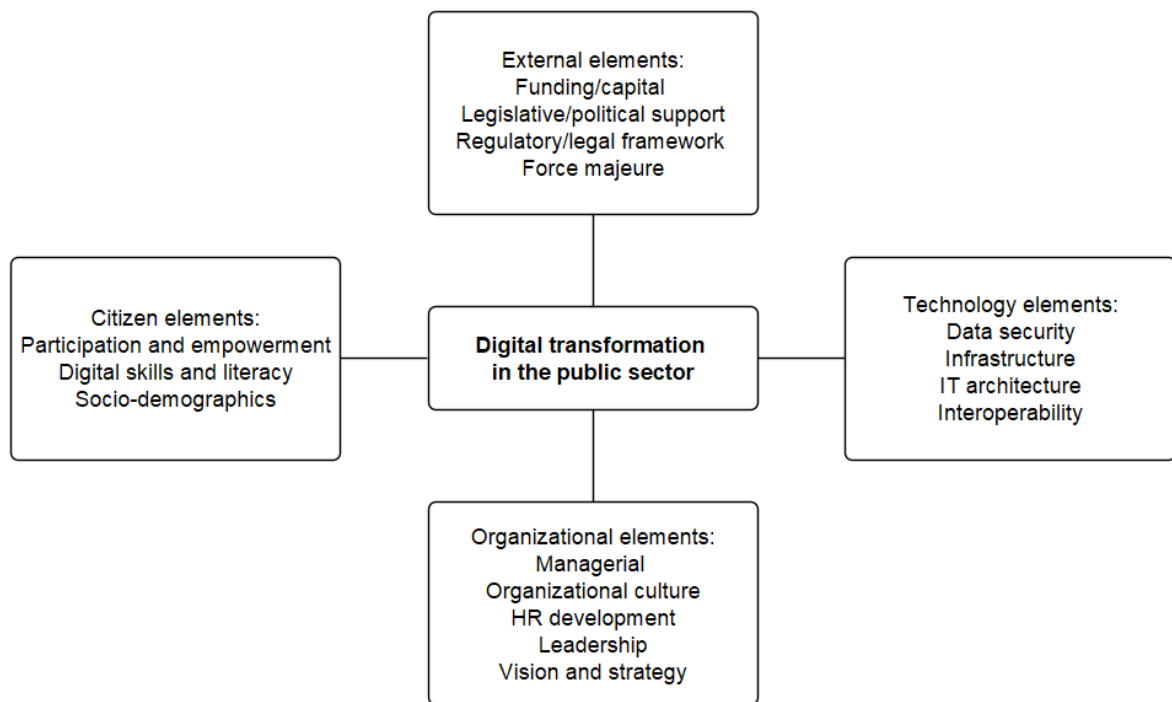 External elements:
Funding/capital
Legislative/political support
Regulatory/legal framework
Force majeure
Citizen elements:
Participation and empowerment
Digital skills and literacy
Socio-demographics
Digital transformation
in the public sector
Technology elements:
Data security
Infrastructure
IT architecture
Interoperability
Organizational elements:
Managerial
Organizational culture
HR development
Leadership
Vision and strategy